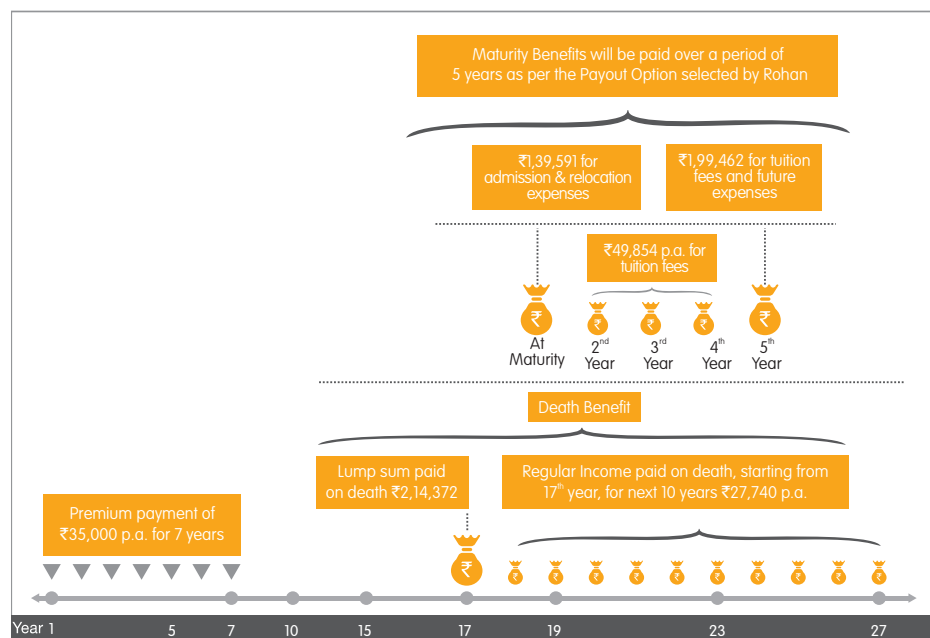 Maturity Benefits will be paid over a period of
5 years as per the Payout Option selected by Rohan
₹1,39,591 for
admission & relocation
expenses
₹1,99,462 for tuition
fees and future
expenses
₹49,854 p.a. for
tuition fees
₹
₹
₹
₹
₹
At
Maturity
2nd
Year
3rd
Year
4th
Year
5th
Year
Death Benefit
Lump sum paid
on death ₹2,14,372
Regular Income paid on death, starting from
17th year, for next 10 years ₹27,740 p.a.
Premium payment of
₹35,000 p.a. for 7 years
₹
₹ ₹ ₹ ₹ ₹ ₹ ₹ ₹ ₹ ₹
Year 1 5 7 10 15 17 19 23 27